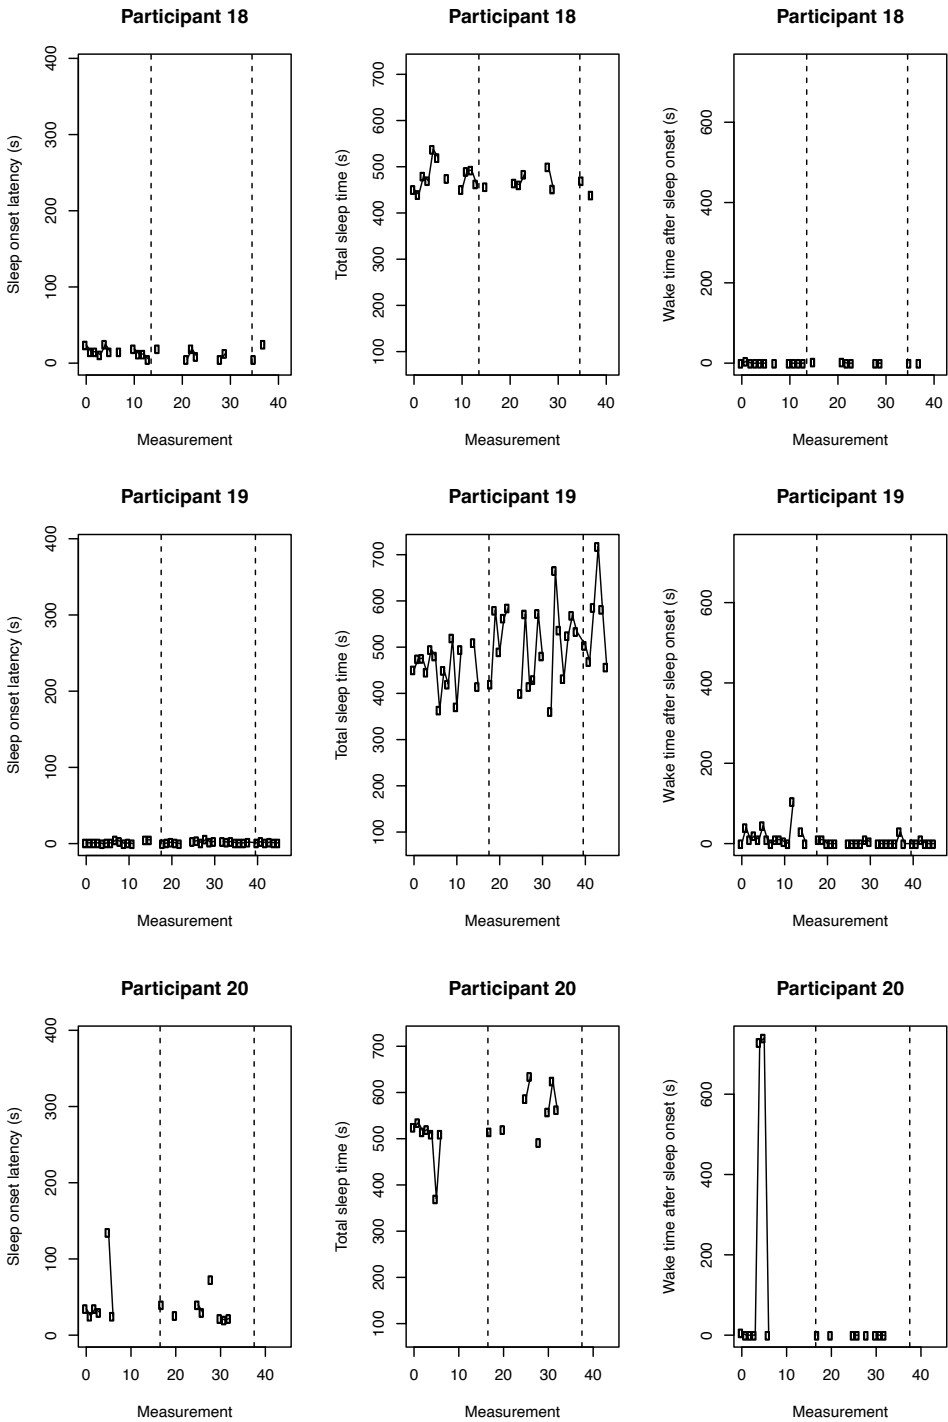 Participant 18
Participant 18
Participant 18
Sleep onset latency (s)
0 100 200 300 400
0 10 20 30 40
Measurement
Total sleep time (s)
100 200 300 400 500 600 700
0 10 20 30 40
Measurement
Wake time after sleep onset (s)
0 200 400 600
0 10 20 30 40
Measurement
Participant 19
Participant 19
Participant 19
Sleep onset latency (s)
0 100 200 300 400
0 10 20 30 40
Measurement
Total sleep time (s)
100 200 300 400 500 600 700
0 10 20 30 40
Measurement
Wake time after sleep onset (s)
0 200 400 600
0 10 20 30 40
Measurement
Participant 20
Participant 20
Participant 20
Sleep onset latency (s)
0 100 200 300 400
0 10 20 30 40
Measurement
Total sleep time (s)
100 200 300 400 500 600 700
0 10 20 30 40
Measurement
Wake time after sleep onset (s)
0 200 400 600
0 10 20 30 40
Measurement